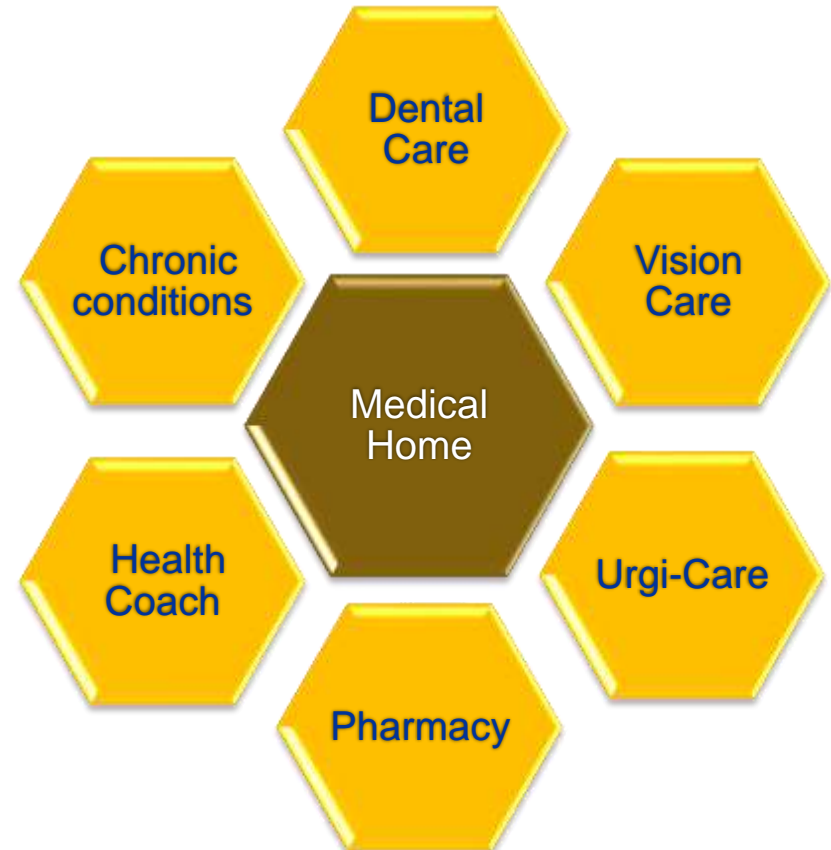 Dental
Care
Chronic
conditions
Vision
Care
Medical
Home
Health
Coach
Urgi-Care
Pharmacy